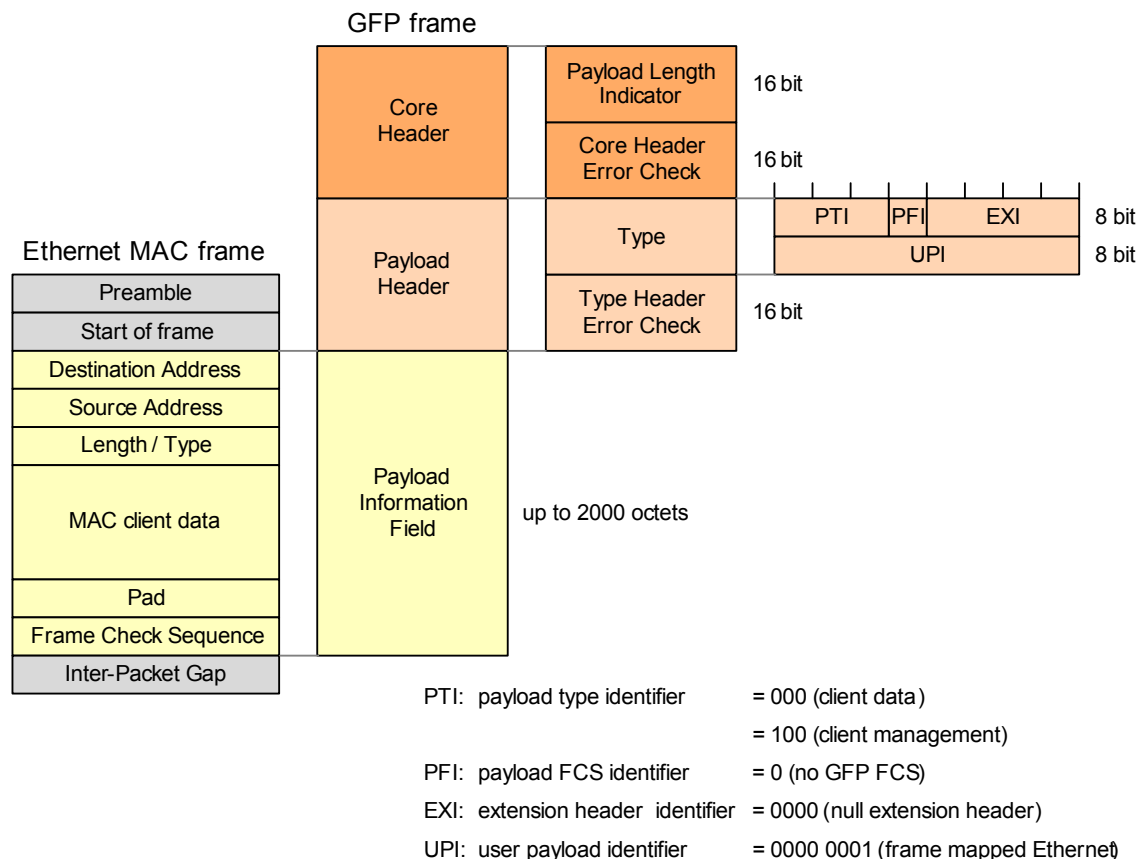 GFP frame
Core
Header
Payload Length
Indicator
16 bit
Core Header
Error Check
16 bit
Payload
Header
Type
PTI
PFI
EXI
8 bit
UPI
8 bit
Type Header
Error Check
16 bit
Ethernet MAC frame
Preamble
Start of frame
Destination Address
Source Address
Length / Type
MAC client data
Pad
Frame Check Sequence
Inter-Packet Gap
Payload
Information
Field
up to 2000 octets
PTI: payload type identifier = 000 (client data)
= 100 (client management)
PFI: payload FCS identifier = 0 (no GFP FCS)
EXI: extension header identifier = 0000 (null extension header)
UPI: user payload identifier = 0000 0001 (frame mapped Ethernet)